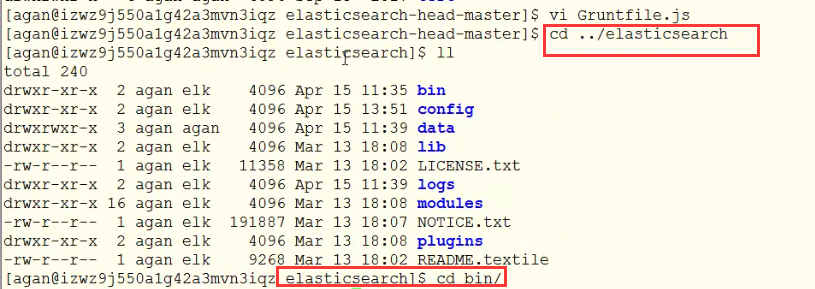 [agan@izwz9j550a1g42a3mvn3iqz elasticsearch-head-master]$ vi Gruntfile.js
[agan@izwz9j550a1g42a3mvn3iqz elasticsearch-head-master]$ cd ../elasticsearch
[agan@izwz9j550a1g42a3mvn3iqz elasticsearch]$ ll
total 240
drwxr-xr-x  2 agan elk    4096 Apr 15 11:35 bin
drwxr-xr-x  2 agan elk    4096 Apr 15 13:51 config
drwxrwxr-x  3 agan agan   4096 Apr 15 11:39 data
drwxr-xr-x  2 agan elk    4096 Mar 13 18:08 lib
-rw-r--r--  1 agan elk   11358 Mar 13 18:02 LICENSE.txt
drwxr-xr-x  2 agan elk    4096 Apr 15 11:39 logs
drwxr-xr-x 16 agan elk    4096 Mar 13 18:08 modules
-rw-r--r--  1 agan elk  191887 Mar 13 18:07 NOTICE.txt
drwxr-xr-x  2 agan elk    4096 Mar 13 18:08 plugins
-rw-r--r--  1 agan elk    9268 Mar 13 18:02 README.textile
[agan@izwz9j550a1g42a3mvn3iqz elasticsearch]$ cd bin/